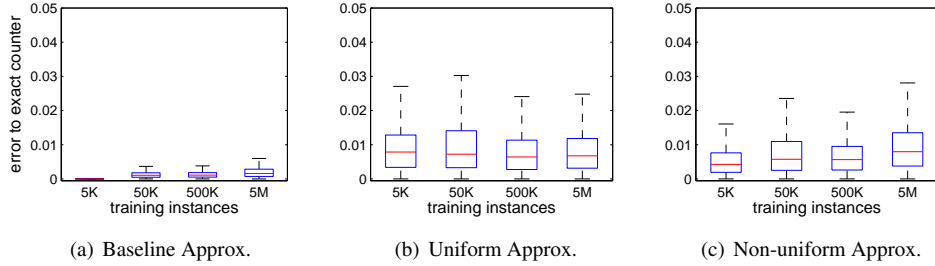 error to exact counter
0.05
0.04
0.03
0.02
0.01
0
5K 50K 500K 5M
training instances
(a) Baseline Approx.
0.05
0.04
0.03
0.02
0.01
0
5K 50K 500K 5M
training instances
(b) Uniform Approx.
0.05
0.04
0.03
0.02
0.01
0
5K 50K 500K 5M
training instances
(c) Non-uniform Approx.